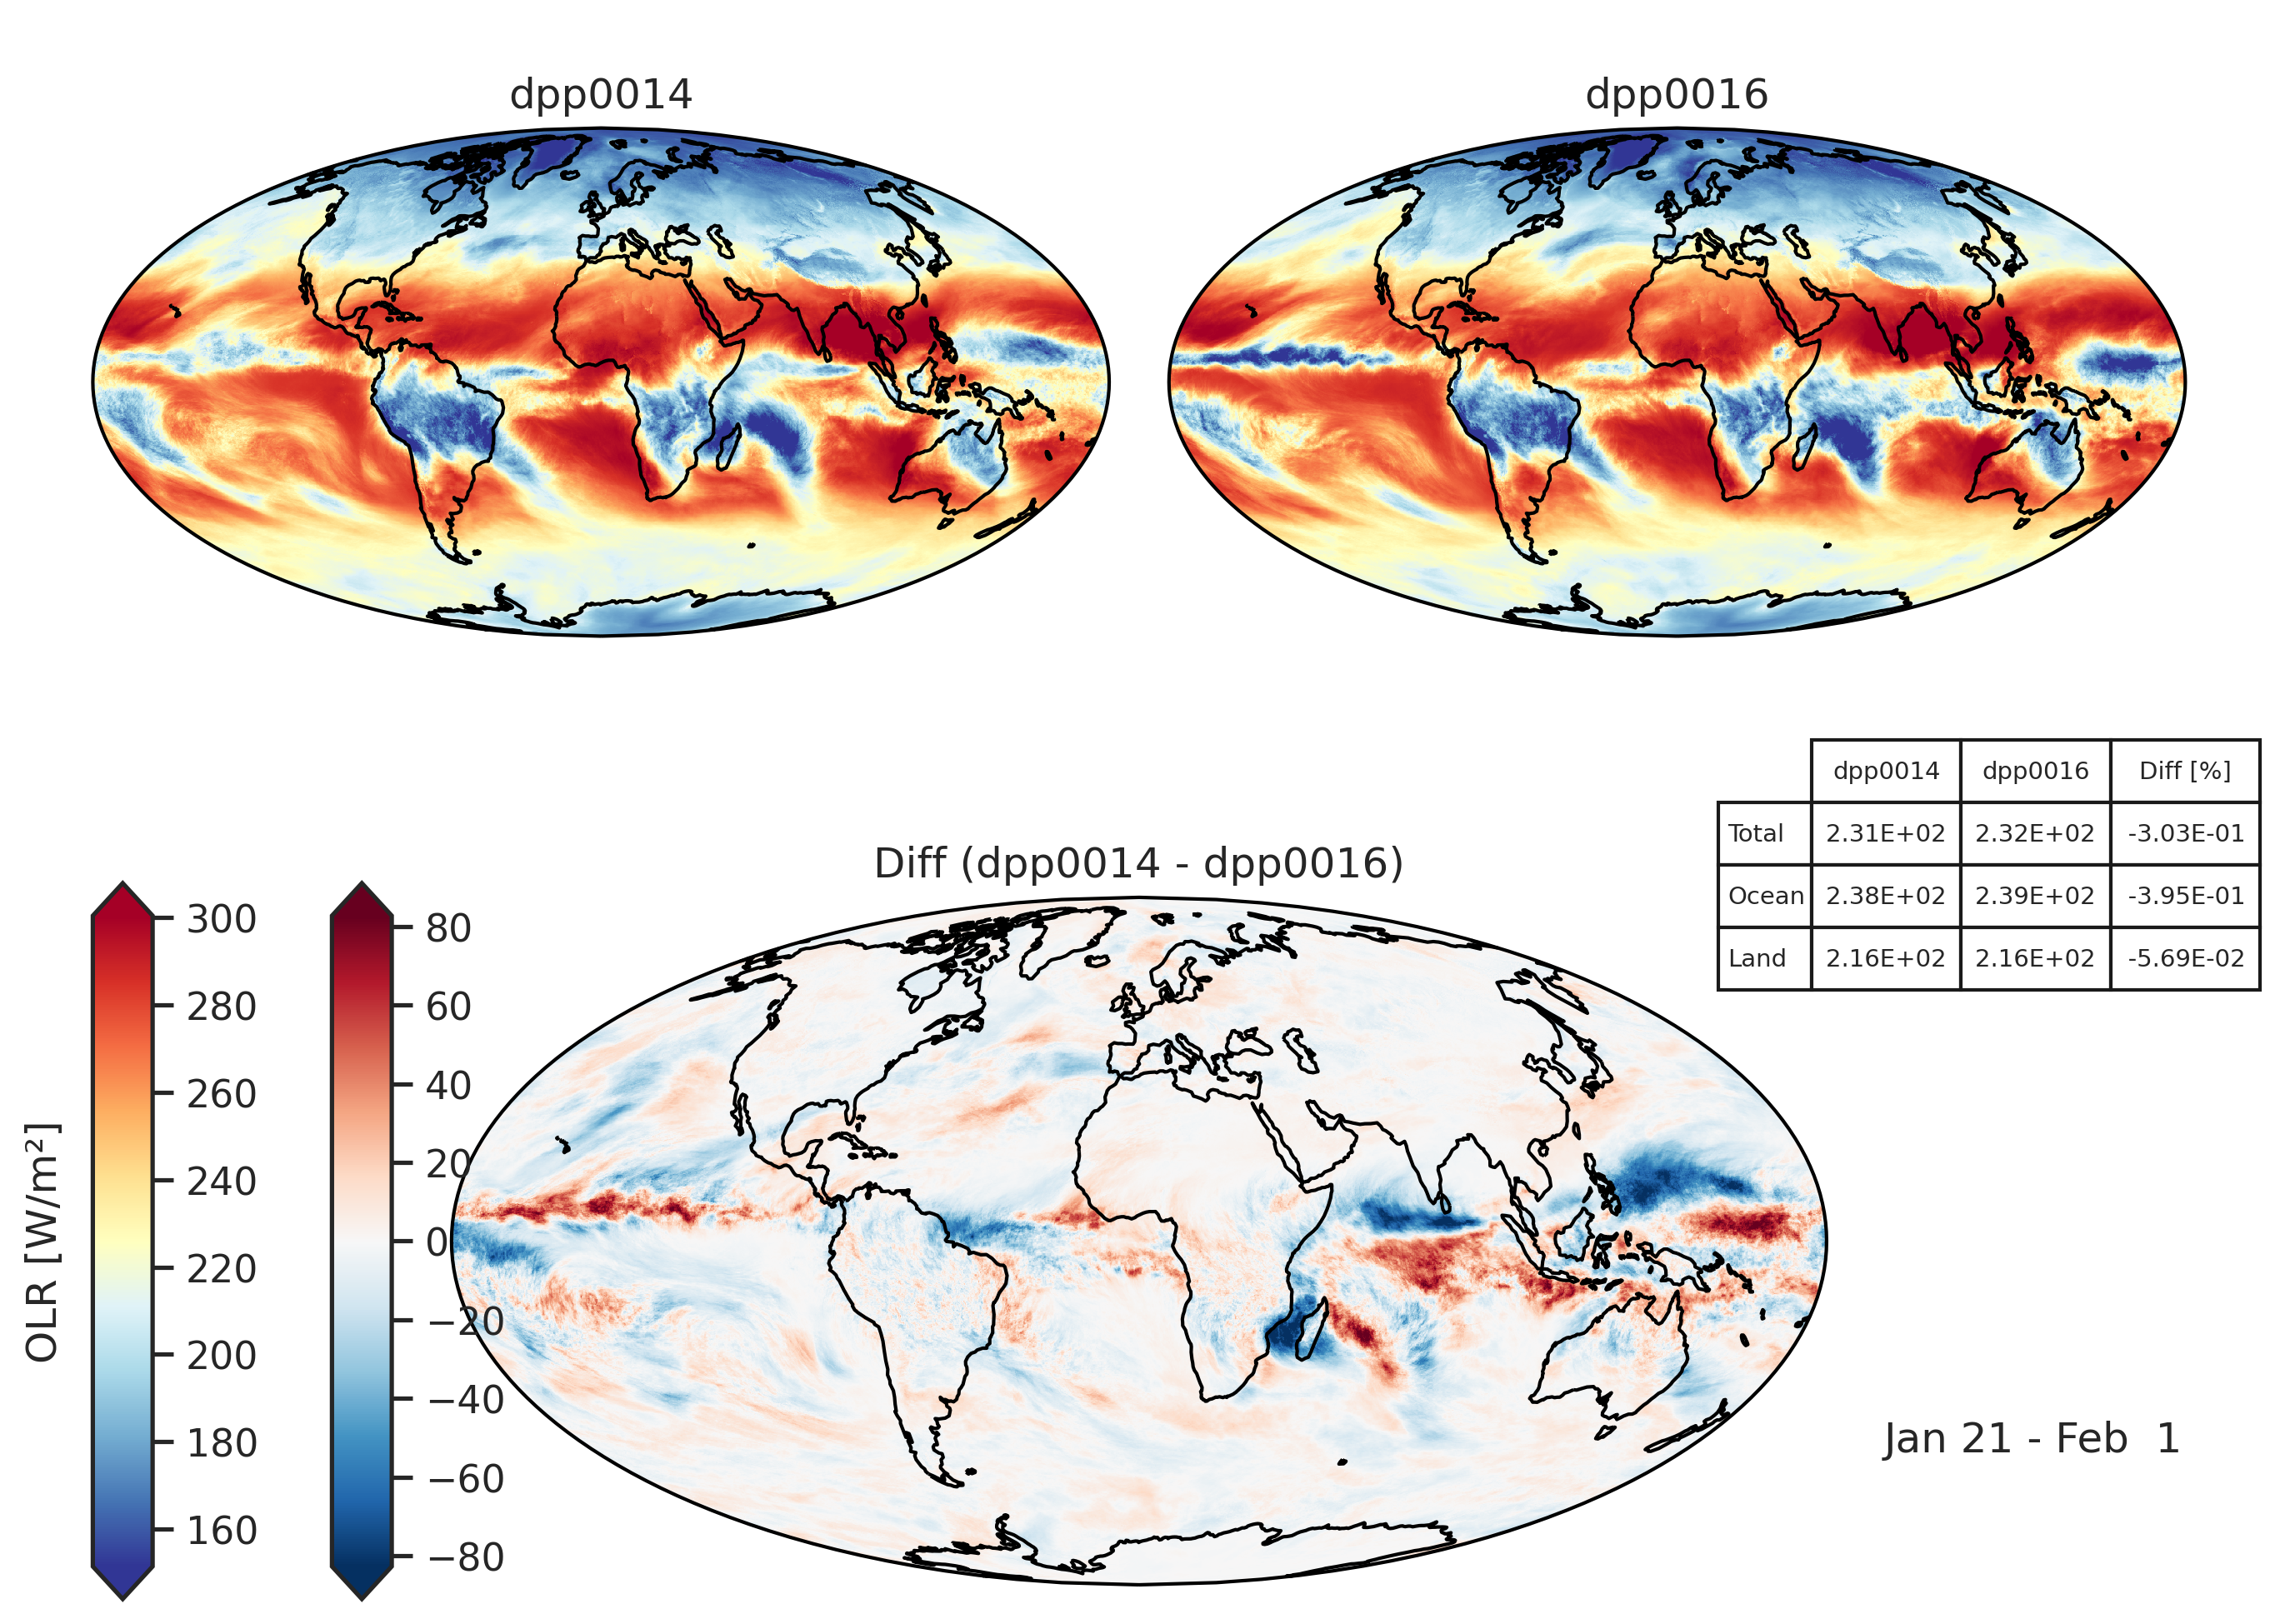 dpp0014
dpp0016
dpp0014 dpp0016 Diff [%]
Total 2.31E+02 2.32E+02 -3.03E-01
Ocean 2.38E+02 2.39E+02 -3.95E-01
Land 2.16E+02 2.16E+02 -5.69E-02
Diff (dpp0014 - dpp0016)
OLR [W/m²]
300
280
260
240
220
200
180
160
80
60
40
20
0
−20
−40
−60
−80
Jan 21 - Feb  1